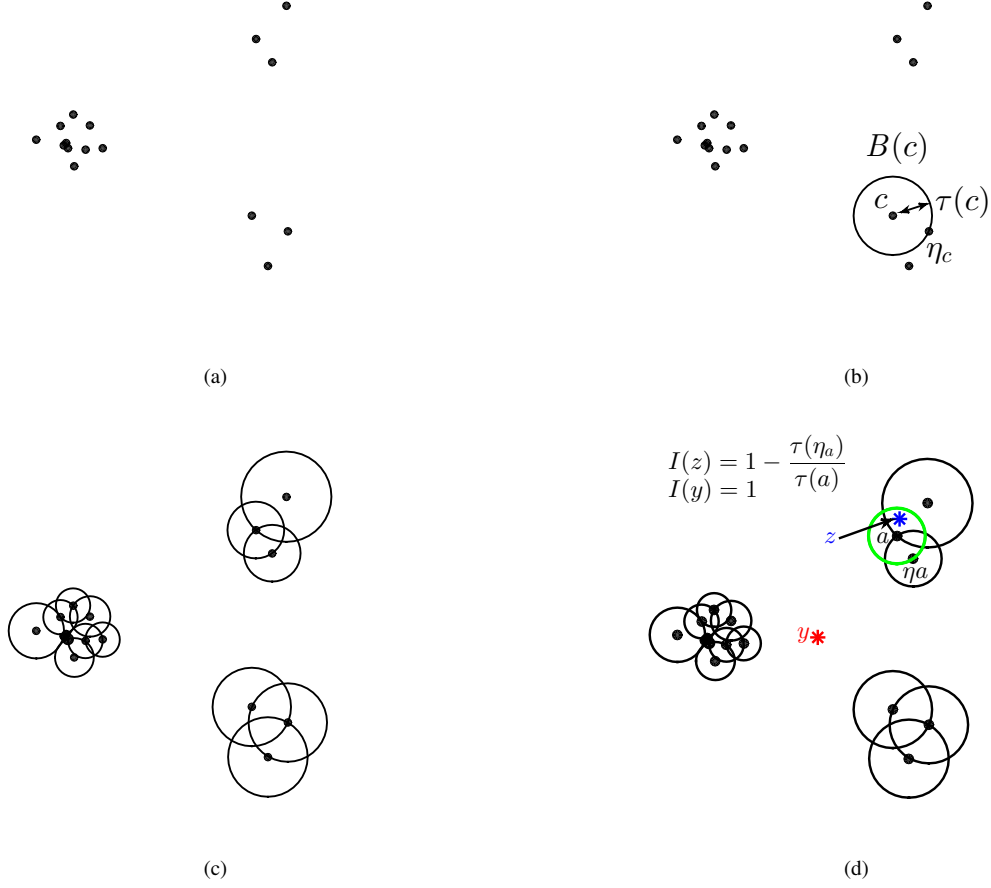 B(c)
c τ(c)
η_c
(a) (b)
I(z) = 1 − τ(η_a)/τ(a)
I(y) = 1
z a
ηa
y
(c) (d)